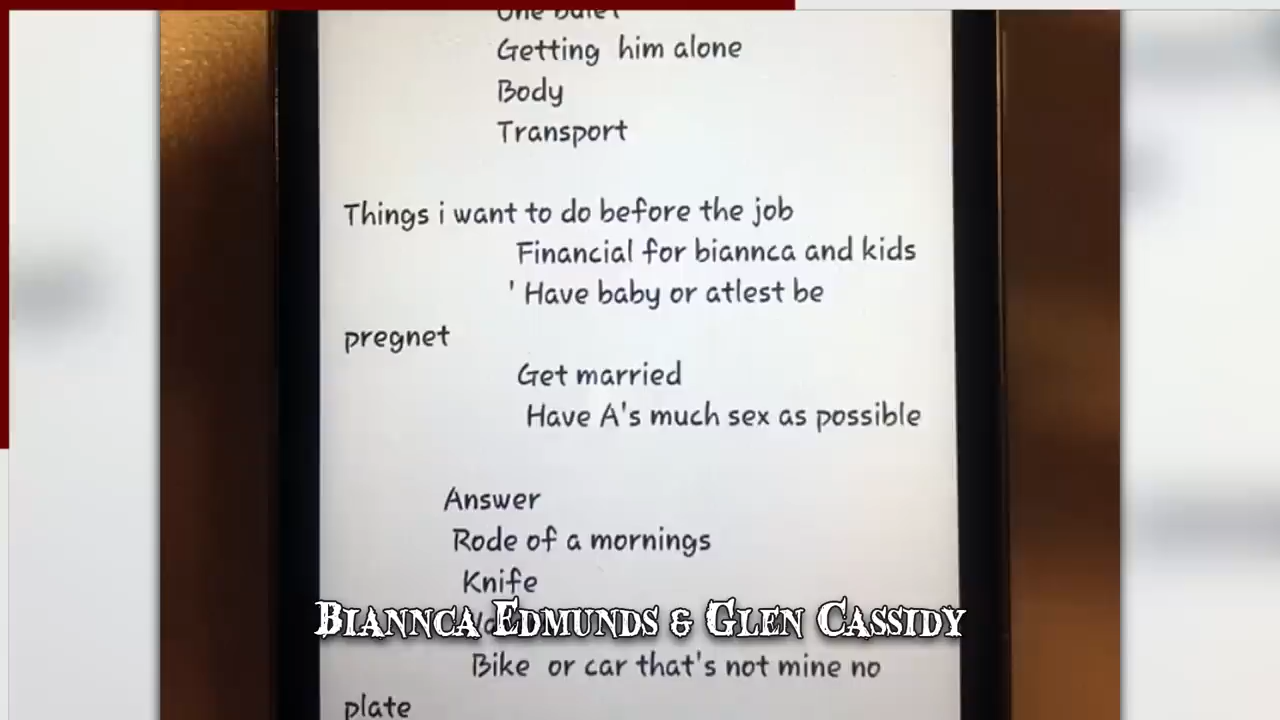 Getting him alone
Body
Transport
Things i want to do before the job
Financial for biannca and kids
' Have baby or atlest be
pregnet
Get married
Have A's much sex as possible
Answer
Rode of a mornings
Knife
BIANNCA EDMUNDS & GLEN CASSIDY
Bike or car that's not mine no
plate